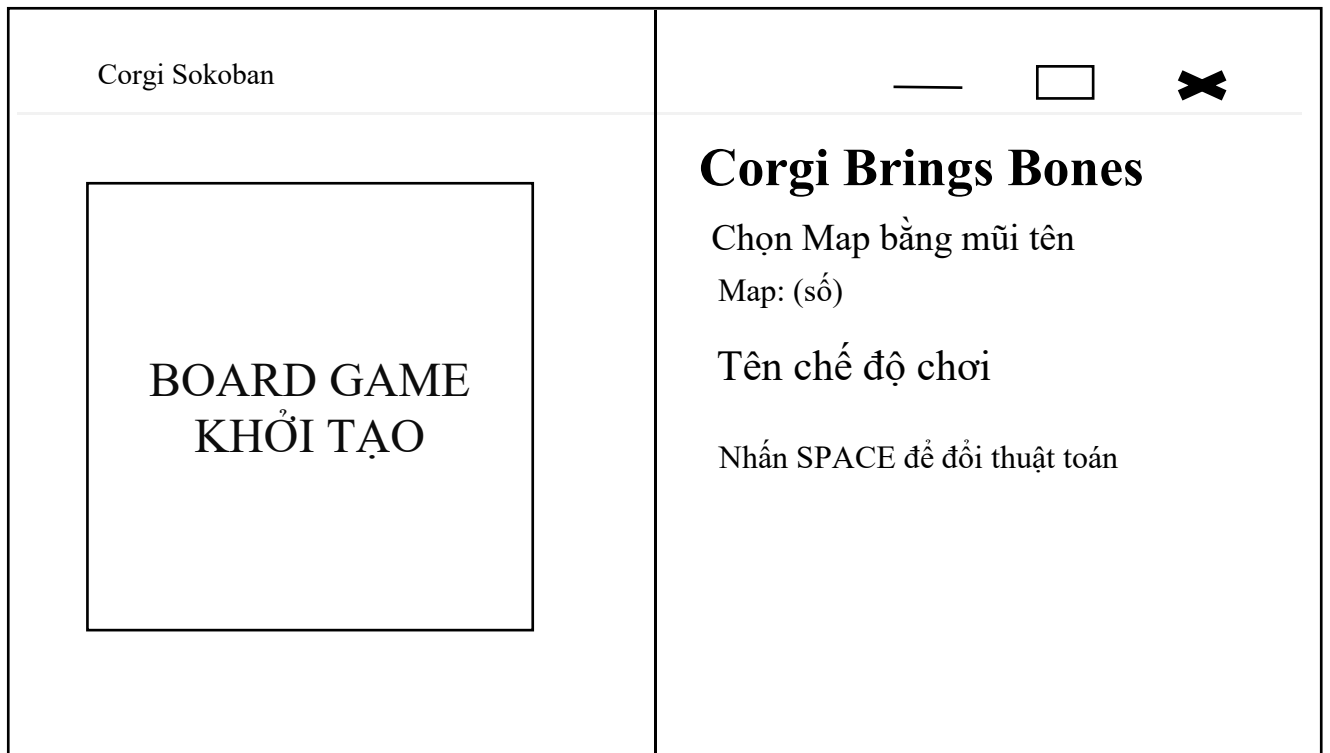 Corgi Sokoban
BOARD GAME
KHỞI TẠO
Corgi Brings Bones
Chọn Map bằng mũi tên
Map: (số)
Tên chế độ chơi
Nhấn SPACE để đổi thuật toán